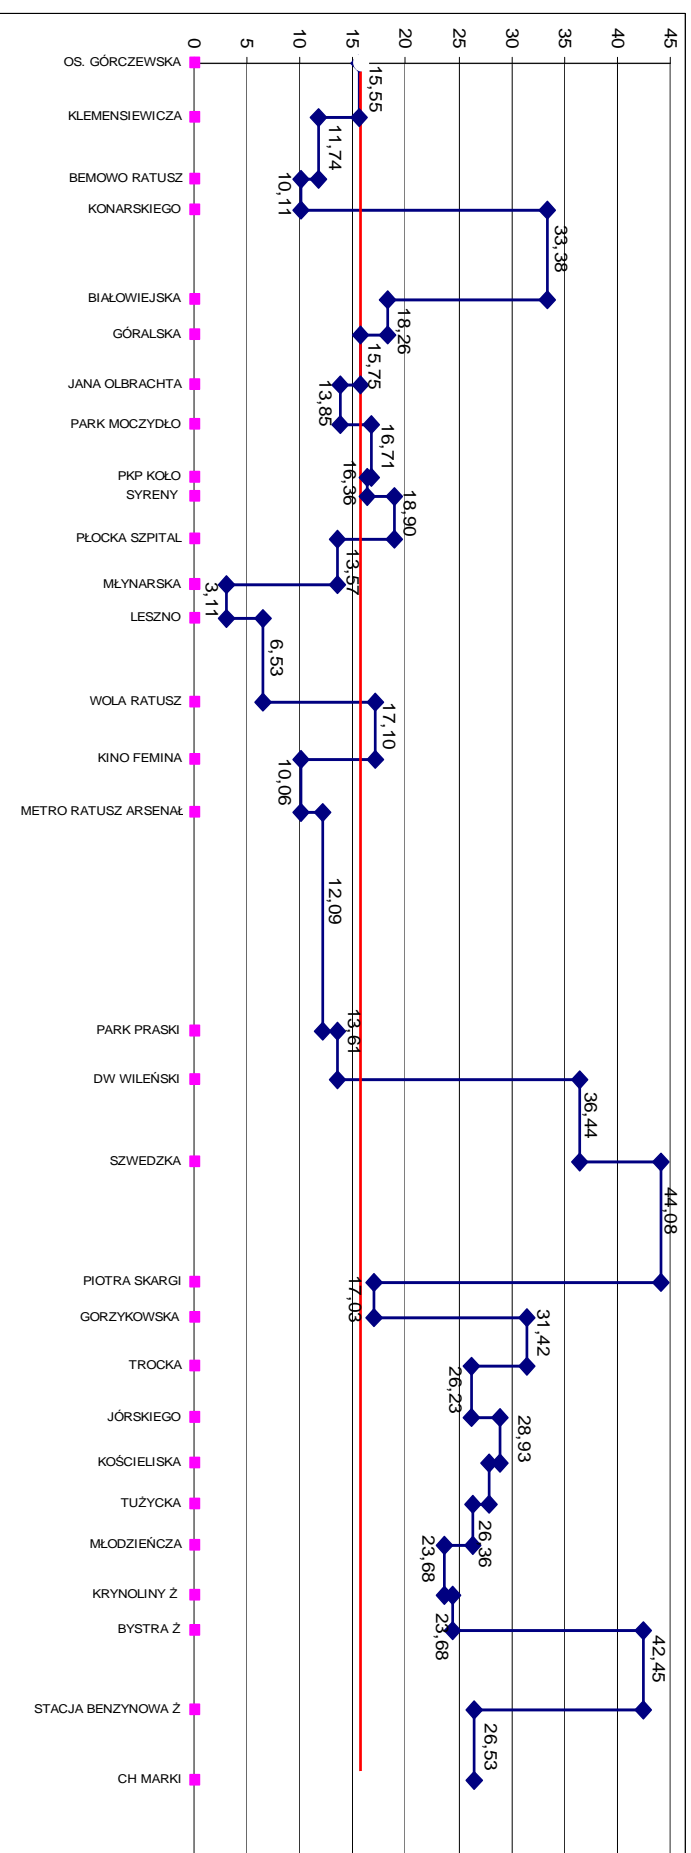 0
5
10
15
20
25
30
35
40
45
OS. GÓRCZEWSKA
15,55
KLEMENSIEWICZA
11,74
BEMOWO RATUSZ
10,11
KONARSKIEGO
33,38
BIAŁOWIEJSKA
18,26
GÓRALSKA
15,75
JANA OLBRACHTA
13,85
PARK MOCZYDŁO
16,71
PKP KOŁO
16,36
SYRENY
18,90
PŁOCKA SZPITAL
13,57
MŁYNARSKA
3,11
LESZNO
6,53
WOLA RATUSZ
17,10
KINO FEMINA
10,06
METRO RATUSZ ARSENAŁ
12,09
PARK PRASKI
13,61
DW WILEŃSKI
36,44
SZWEDZKA
44,08
PIOTRA SKARGI
17,03
GORZYKOWSKA
31,42
TROCKA
26,23
JÓRSKIEGO
28,93
KOŚCIELISKA
TUŻYCKA
26,36
MŁODZIEŃCZA
23,68
KRYNOLINY Ż
23,68
BYSTRA Ż
42,45
STACJA BENZYNOWA Ż
26,53
CH MARKI